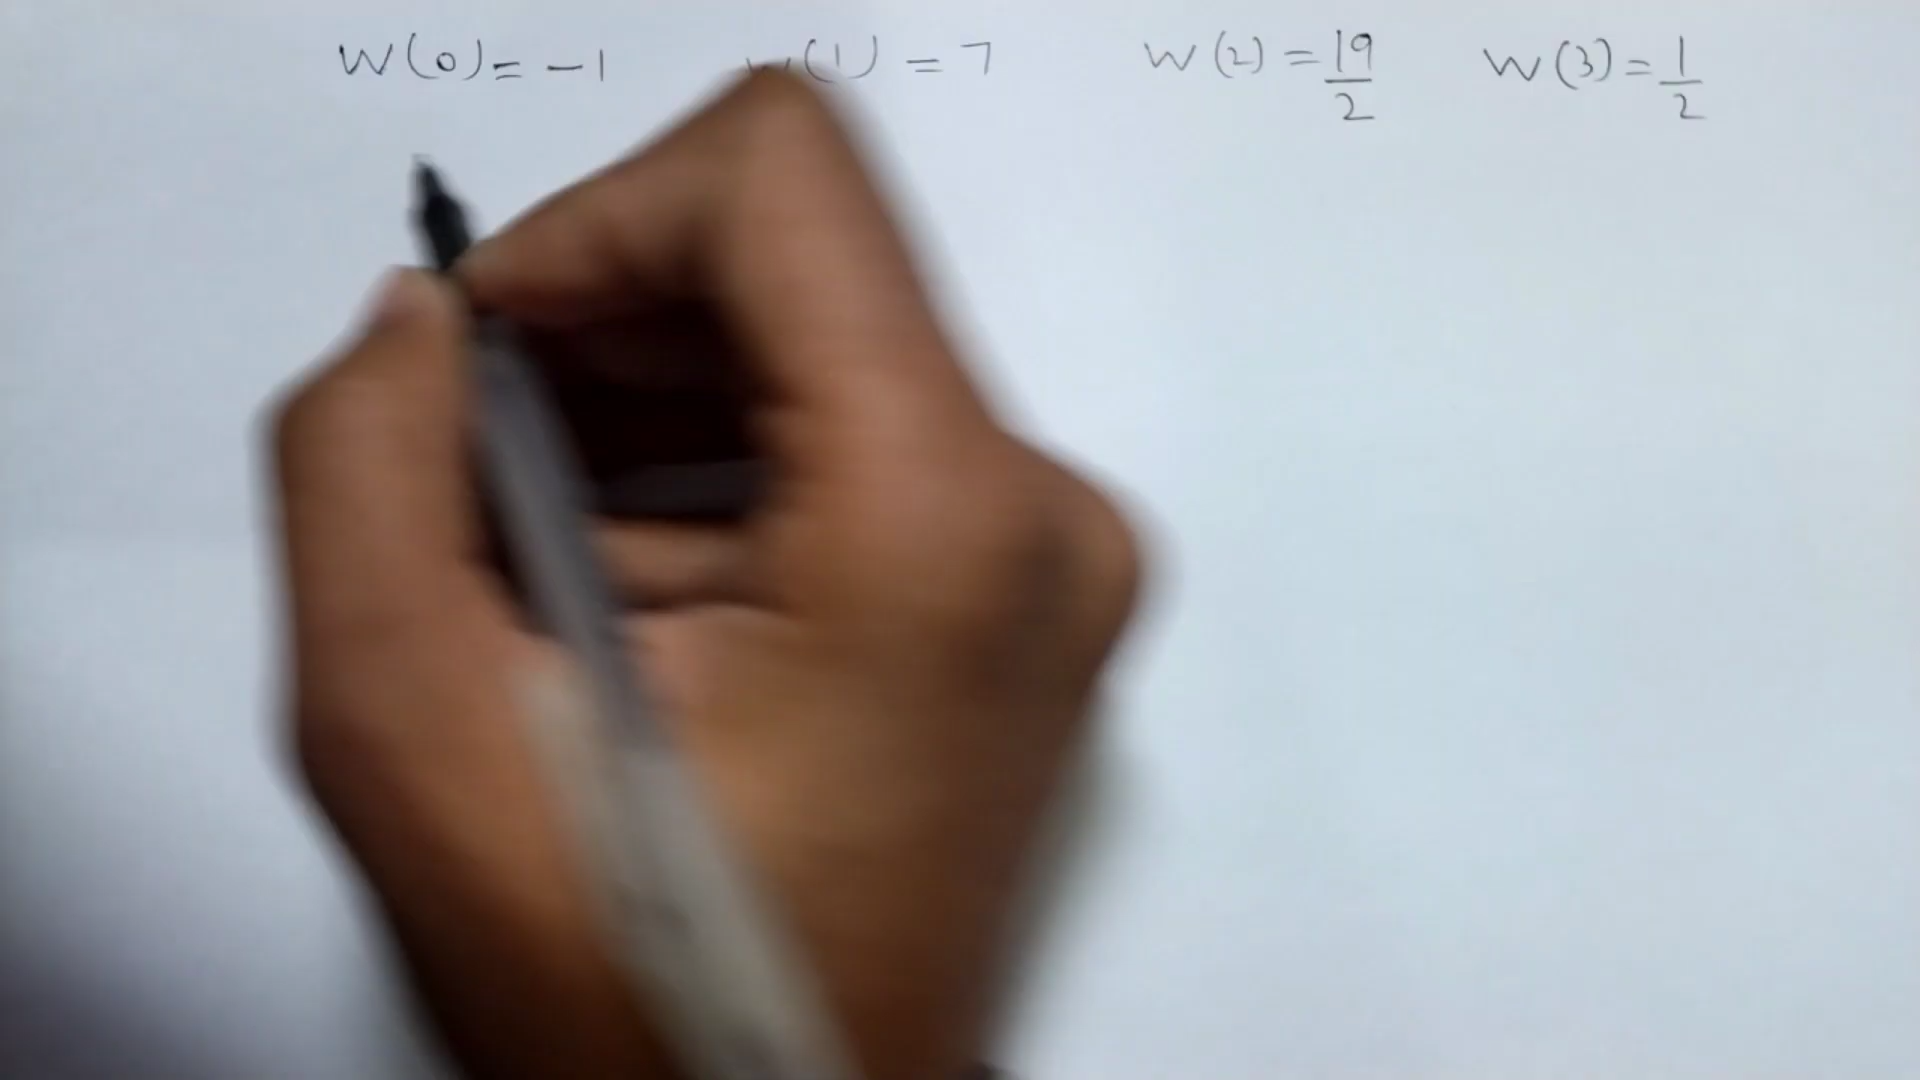 W(0) = -1 W(1) = 7 W(2) = 19/2 W(3) = 1/2